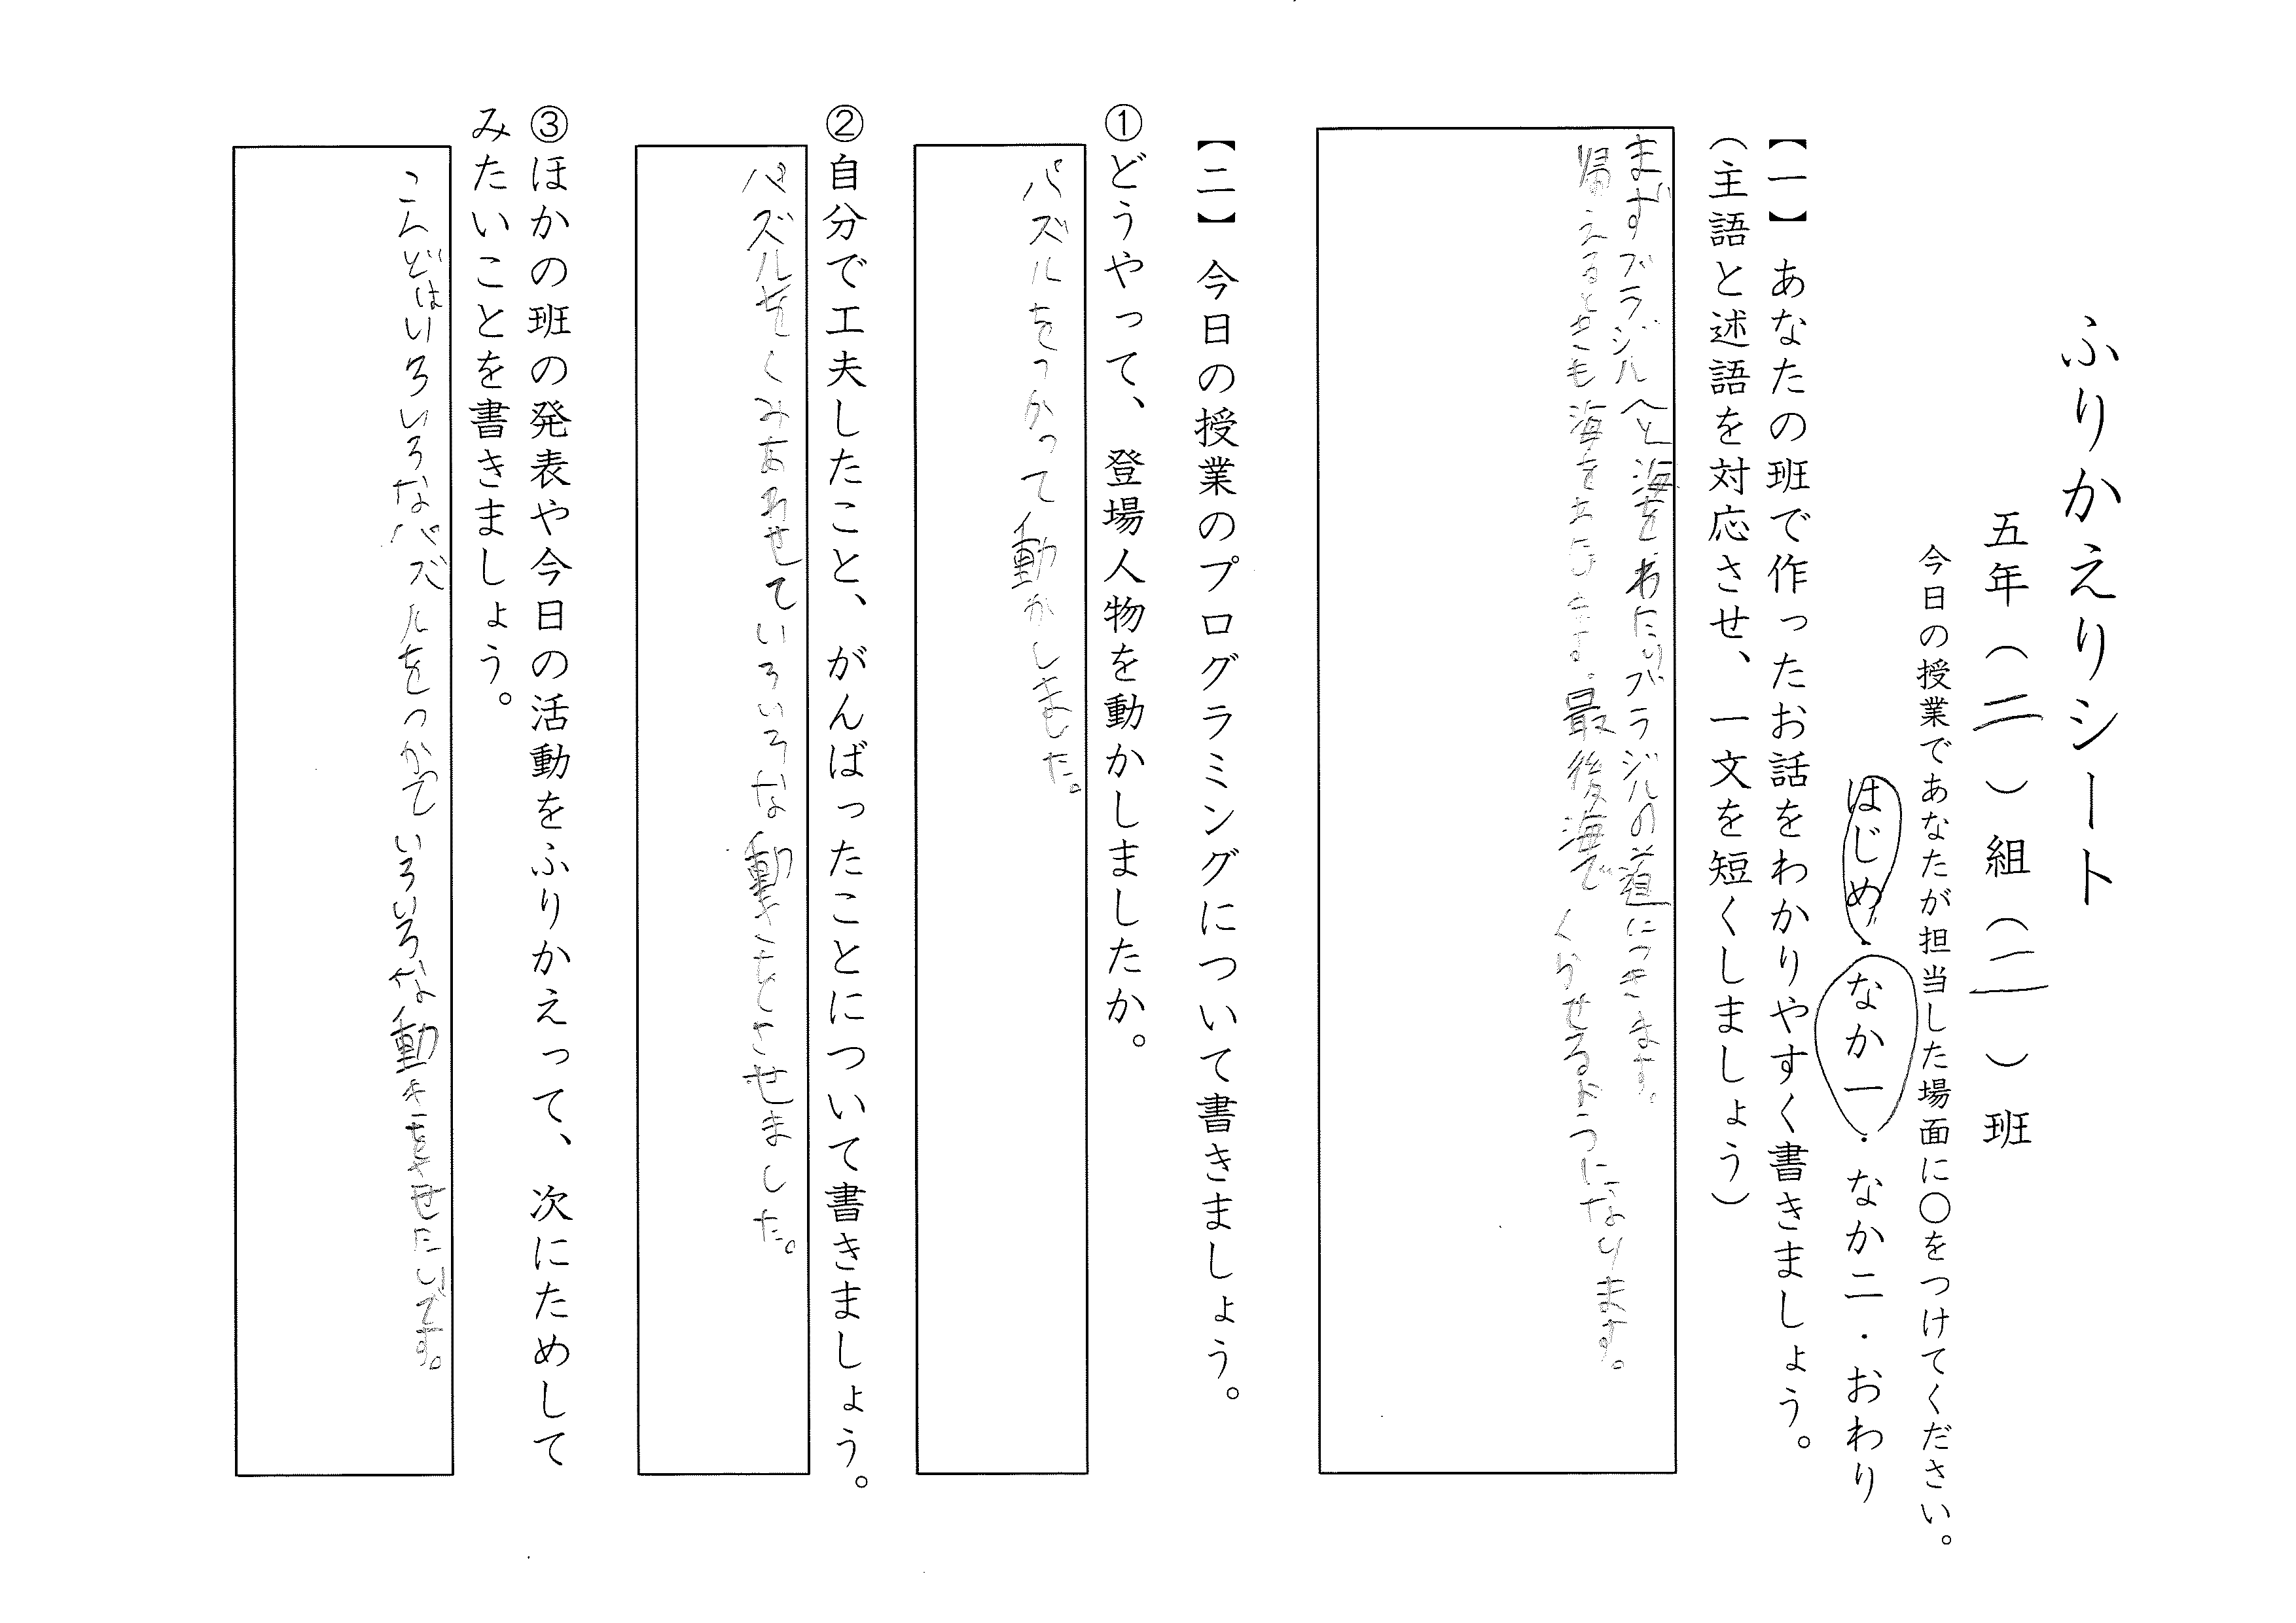 ふりかえりシート
五年(二)組(二)班
今日の授業であなたが担当した場面に〇をつけてください。
はじめ・なか一・なか二・おわり
【一】あなたの班で作ったお話をわかりやすく書きましょう。
(主語と述語を対応させ、一文を短くしましょう)
まずブラジルへと海をわたりブラジルの道につきます。
帰えるときも海をわたります。最後海でくらせるようになります。
【二】今日の授業のプログラミングについて書きましょう。
①どうやって、登場人物を動かしましたか。
パズルをつかって動かしました。
②自分で工夫したこと、がんばったことについて書きましょう。
パズルをくみあわせていろいろな動きをさせました。
③ほかの班の発表や今日の活動をふりかえって、次にためして
みたいことを書きましょう。
こんどはいろいろなパズルをつかっていろいろな動きをさせたいです。